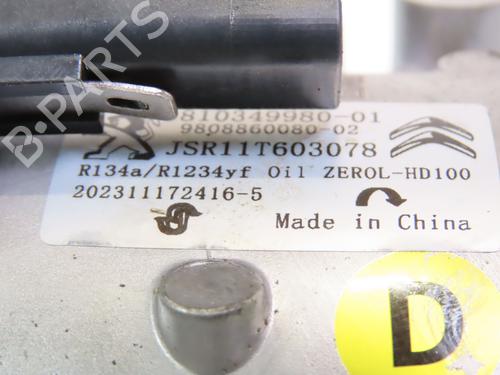 B-PARTS
810349980-01
9808860080-02
JSR11T603078
R134a/R1234yf Oil ZEROL-HD100
202311172416-5
Made in China
D